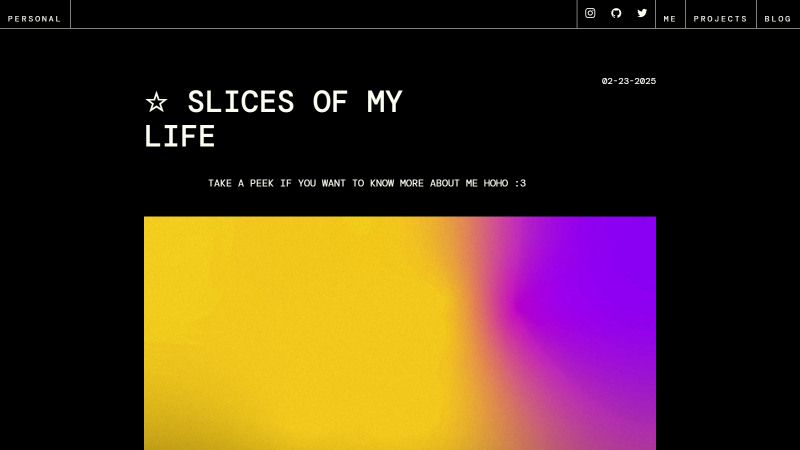 PERSONAL
ME
PROJECTS
BLOG
02-23-2025
☆ SLICES OF MY
LIFE
TAKE A PEEK IF YOU WANT TO KNOW MORE ABOUT ME HOHO :3